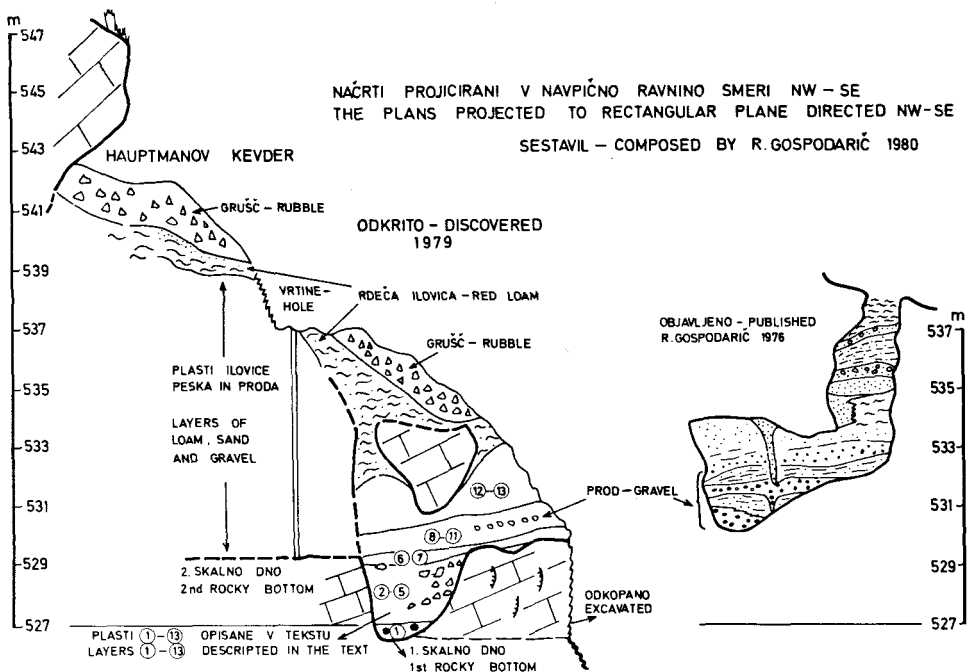 m
547
545
543
541
539
537
535
533
531
529
527
NAČRTI PROJICIRANI V NAVPIČNO RAVNINO SMERI NW – SE
THE PLANS PROJECTED TO RECTANGULAR PLANE DIRECTED NW-SE
SESTAVIL – COMPOSED BY R. GOSPODARIČ 1980
HAUPTMANOV KEVDER
GRUŠČ – RUBBLE
ODKRITO – DISCOVERED
1979
VRTINE-
HOLE
RDEČA ILOVICA – RED LOAM
GRUŠČ – RUBBLE
OBJAVLJENO – PUBLISHED
R. GOSPODARIČ 1976
m
537
535
533
531
529
527
PLASTI ILOVICE
PESKA IN PRODA
LAYERS OF
LOAM, SAND
AND GRAVEL
12–13
PROD-GRAVEL
8–11
6 7
2–5
1
2. SKALNO DNO
2nd ROCKY BOTTOM
ODKOPANO
EXCAVATED
PLASTI 1–13 OPISANE V TEKSTU
LAYERS 1–13 DESCRIPTED IN THE TEXT
1. SKALNO DNO
1st ROCKY BOTTOM